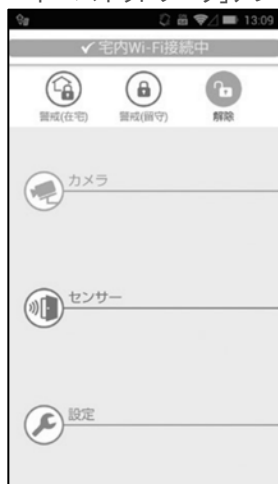 13:09
✓ 宅内Wi-Fi接続中
警戒(在宅) 警戒(留守) 解除
カメラ
センサー
設定